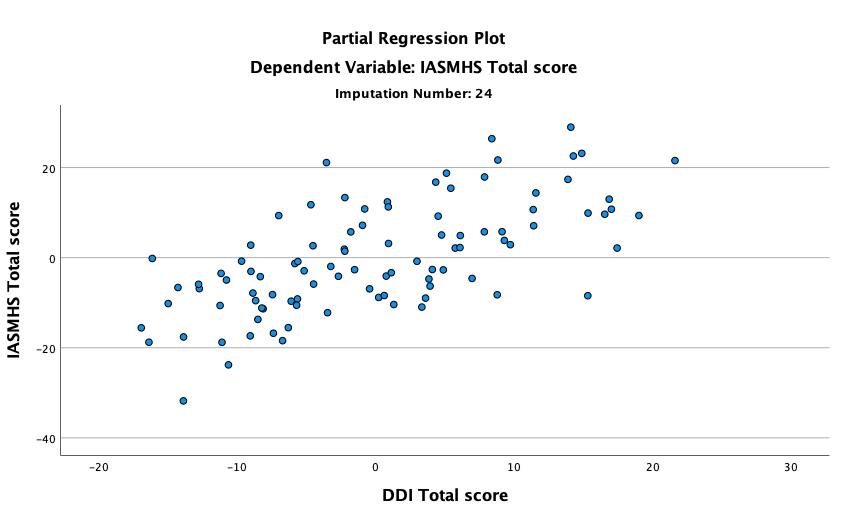 Partial Regression Plot
Dependent Variable: IASMHS Total score
Imputation Number: 24
IASMHS Total score
20
0
-20
-40
-20
-10
0
10
20
30
DDI Total score